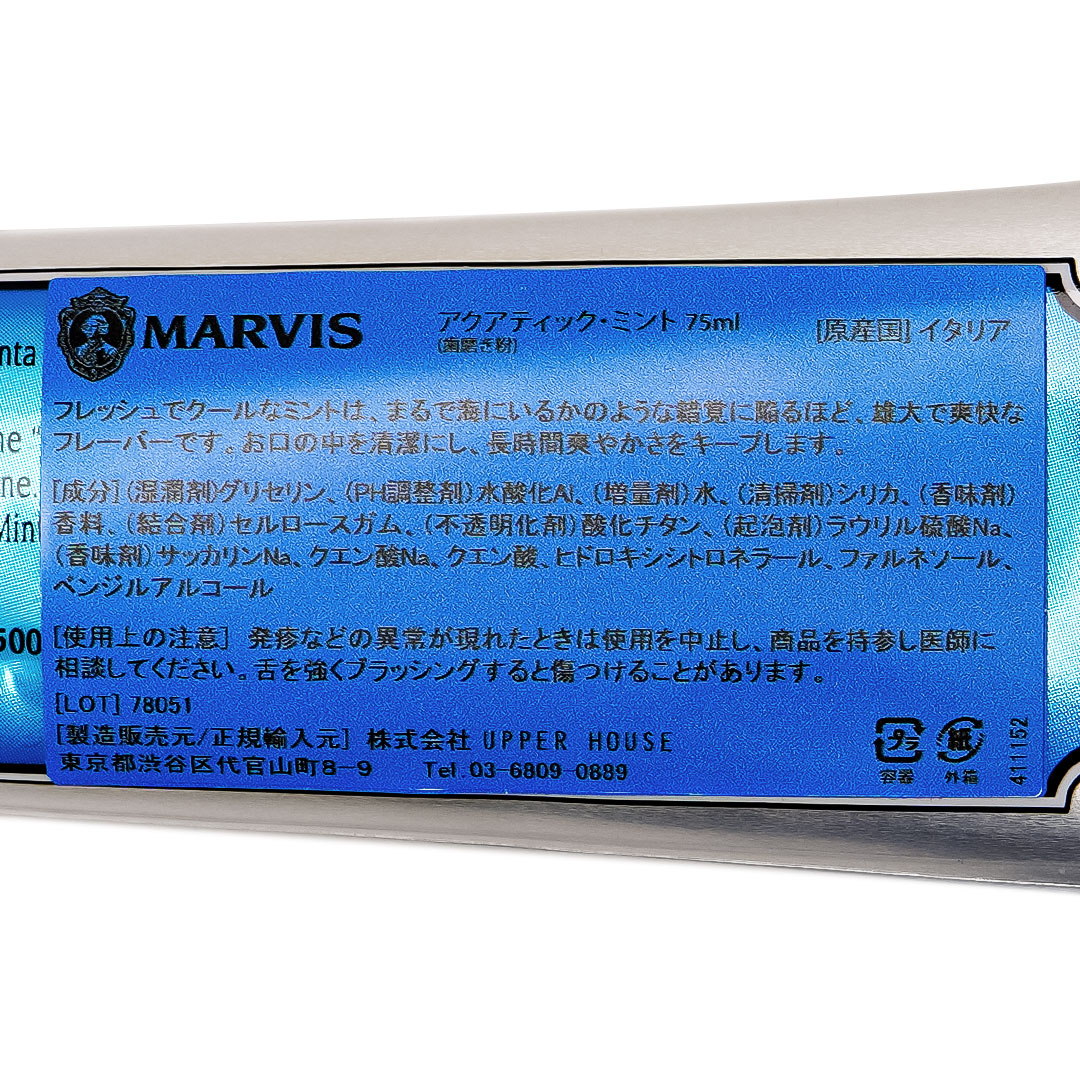 MARVIS
アクアティック・ミント 75ml
[原産国] イタリア
(歯磨き粉)
フレッシュでクールなミントは、まるで海にいるかのような錯覚に陥るほど、雄大で爽快な
フレーバーです。お口の中を清潔にし、長時間爽やかさをキープします。
[成分] (湿潤剤)グリセリン、(PH調整剤)水酸化Al、(増量剤)水、(清掃剤)シリカ、(香味剤)
香料、(結合剤)セルロースガム、(不透明化剤)酸化チタン、(起泡剤)ラウリル硫酸Na、
(香味剤)サッカリンNa、クエン酸Na、クエン酸、ヒドロキシシトロネラール、ファルネソール、
ベンジルアルコール
[使用上の注意] 発疹などの異常が現れたときは使用を中止し、商品を持参し医師に
相談してください。舌を強くブラッシングすると傷つけることがあります。
[LOT] 78051
[製造販売元/正規輸入元] 株式会社 UPPER HOUSE
東京都渋谷区代官山町8-9 Tel.03-6809-0889
プラ
容器
紙
外箱
411152
nta
ne "
ne.
Min
500